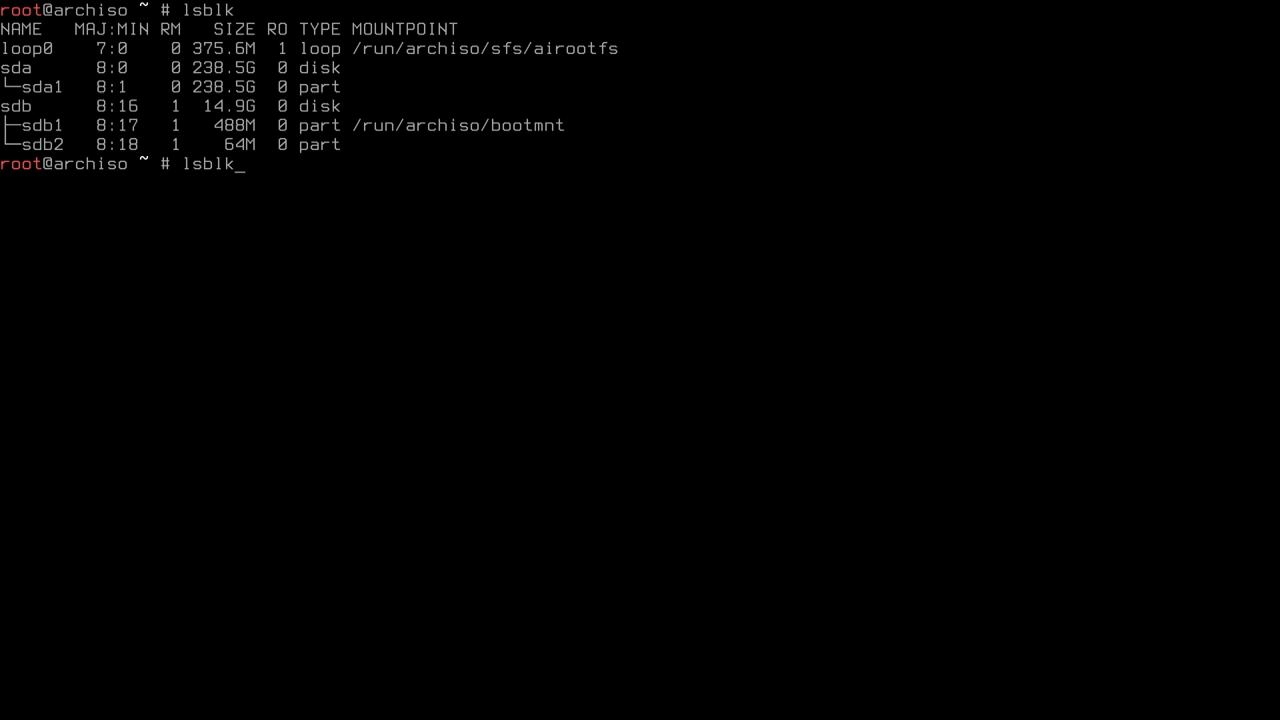 root@archiso ~ # lsblk
NAME   MAJ:MIN RM   SIZE RO TYPE MOUNTPOINT
loop0    7:0    0 375.6M  1 loop /run/archiso/sfs/airootfs
sda      8:0    0 238.5G  0 disk
└─sda1   8:1    0 238.5G  0 part
sdb      8:16   1  14.9G  0 disk
├─sdb1   8:17   1   488M  0 part /run/archiso/bootmnt
└─sdb2   8:18   1    64M  0 part
root@archiso ~ # lsblk_